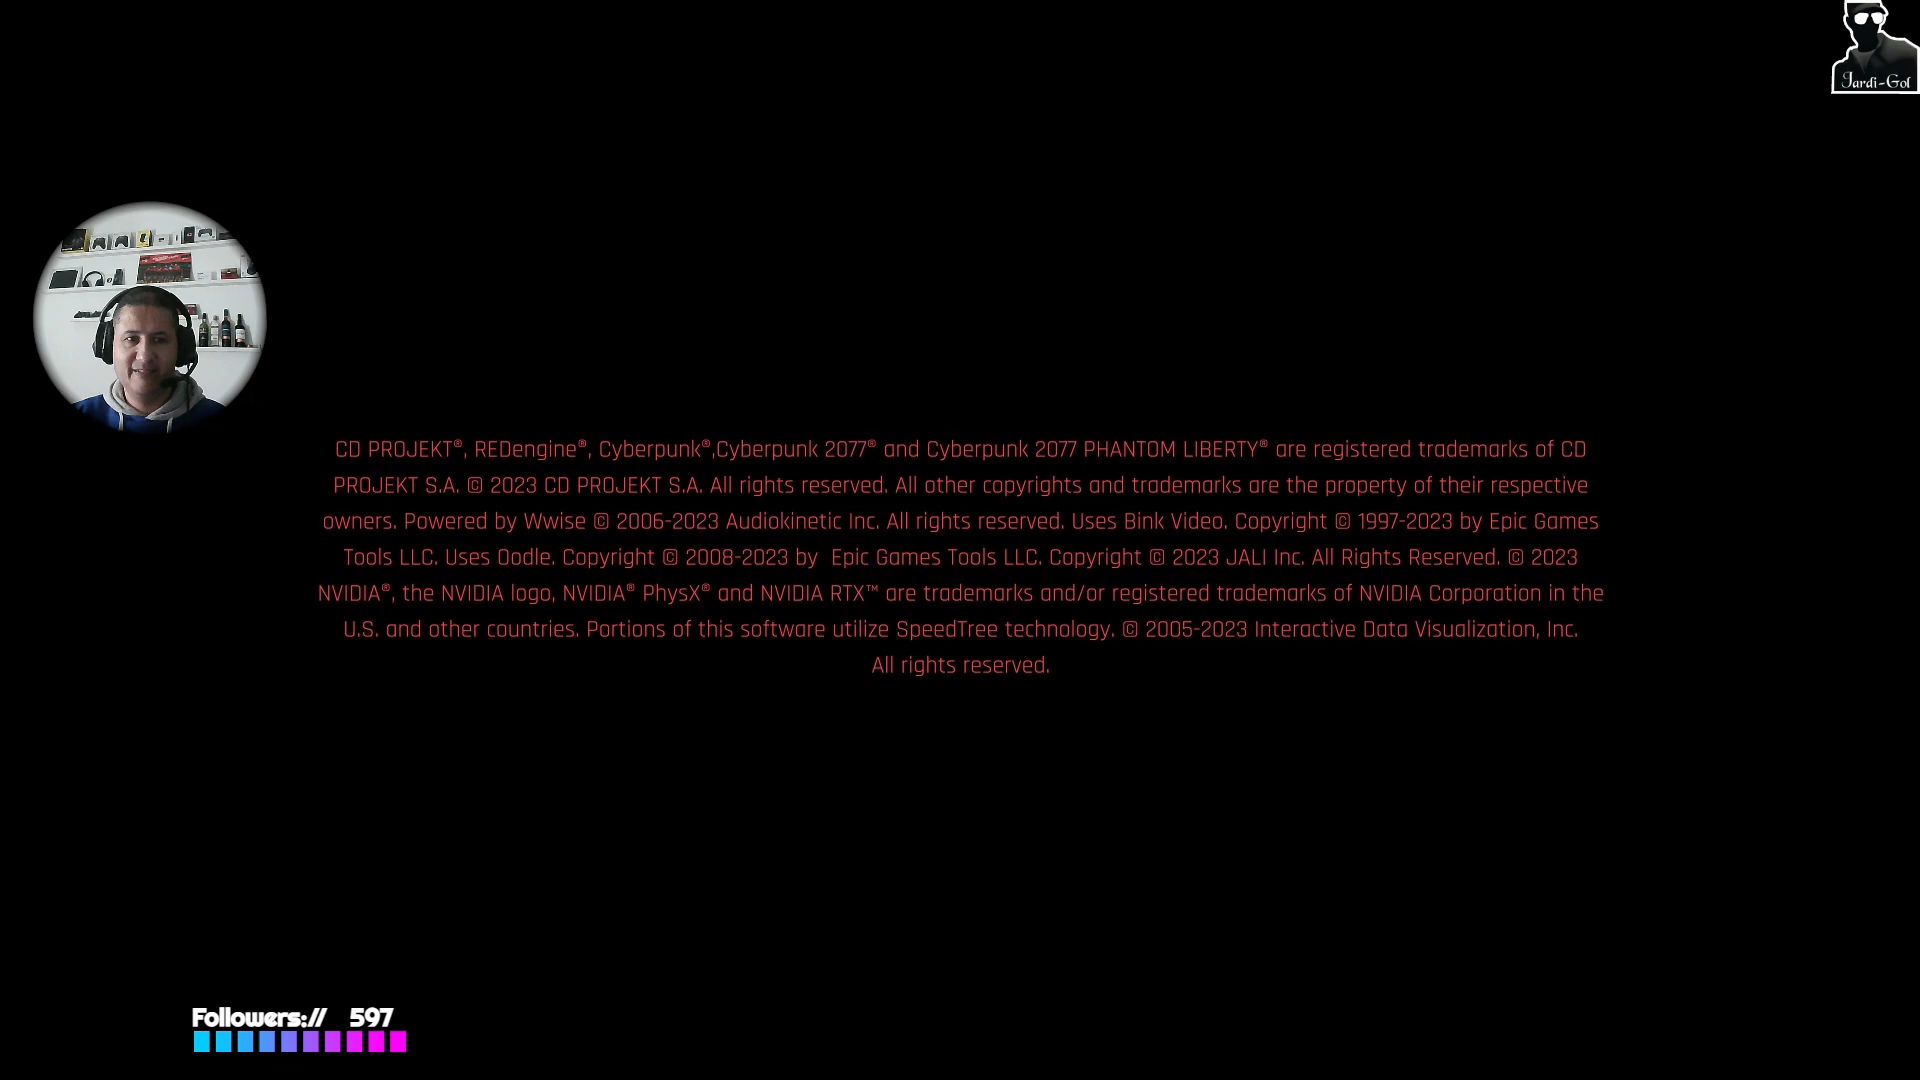 Jardi-Gol
CD PROJEKT®, REDengine®, Cyberpunk®,Cyberpunk 2077® and Cyberpunk 2077 PHANTOM LIBERTY® are registered trademarks of CD
PROJEKT S.A. © 2023 CD PROJEKT S.A. All rights reserved. All other copyrights and trademarks are the property of their respective
owners. Powered by Wwise © 2006-2023 Audiokinetic Inc. All rights reserved. Uses Bink Video. Copyright © 1997-2023 by Epic Games
Tools LLC. Uses Oodle. Copyright © 2008-2023 by  Epic Games Tools LLC. Copyright © 2023 JALI Inc. All Rights Reserved. © 2023
NVIDIA®, the NVIDIA logo, NVIDIA® PhysX® and NVIDIA RTX™ are trademarks and/or registered trademarks of NVIDIA Corporation in the
U.S. and other countries. Portions of this software utilize SpeedTree technology. © 2005-2023 Interactive Data Visualization, Inc.
All rights reserved.
Followers:// 597